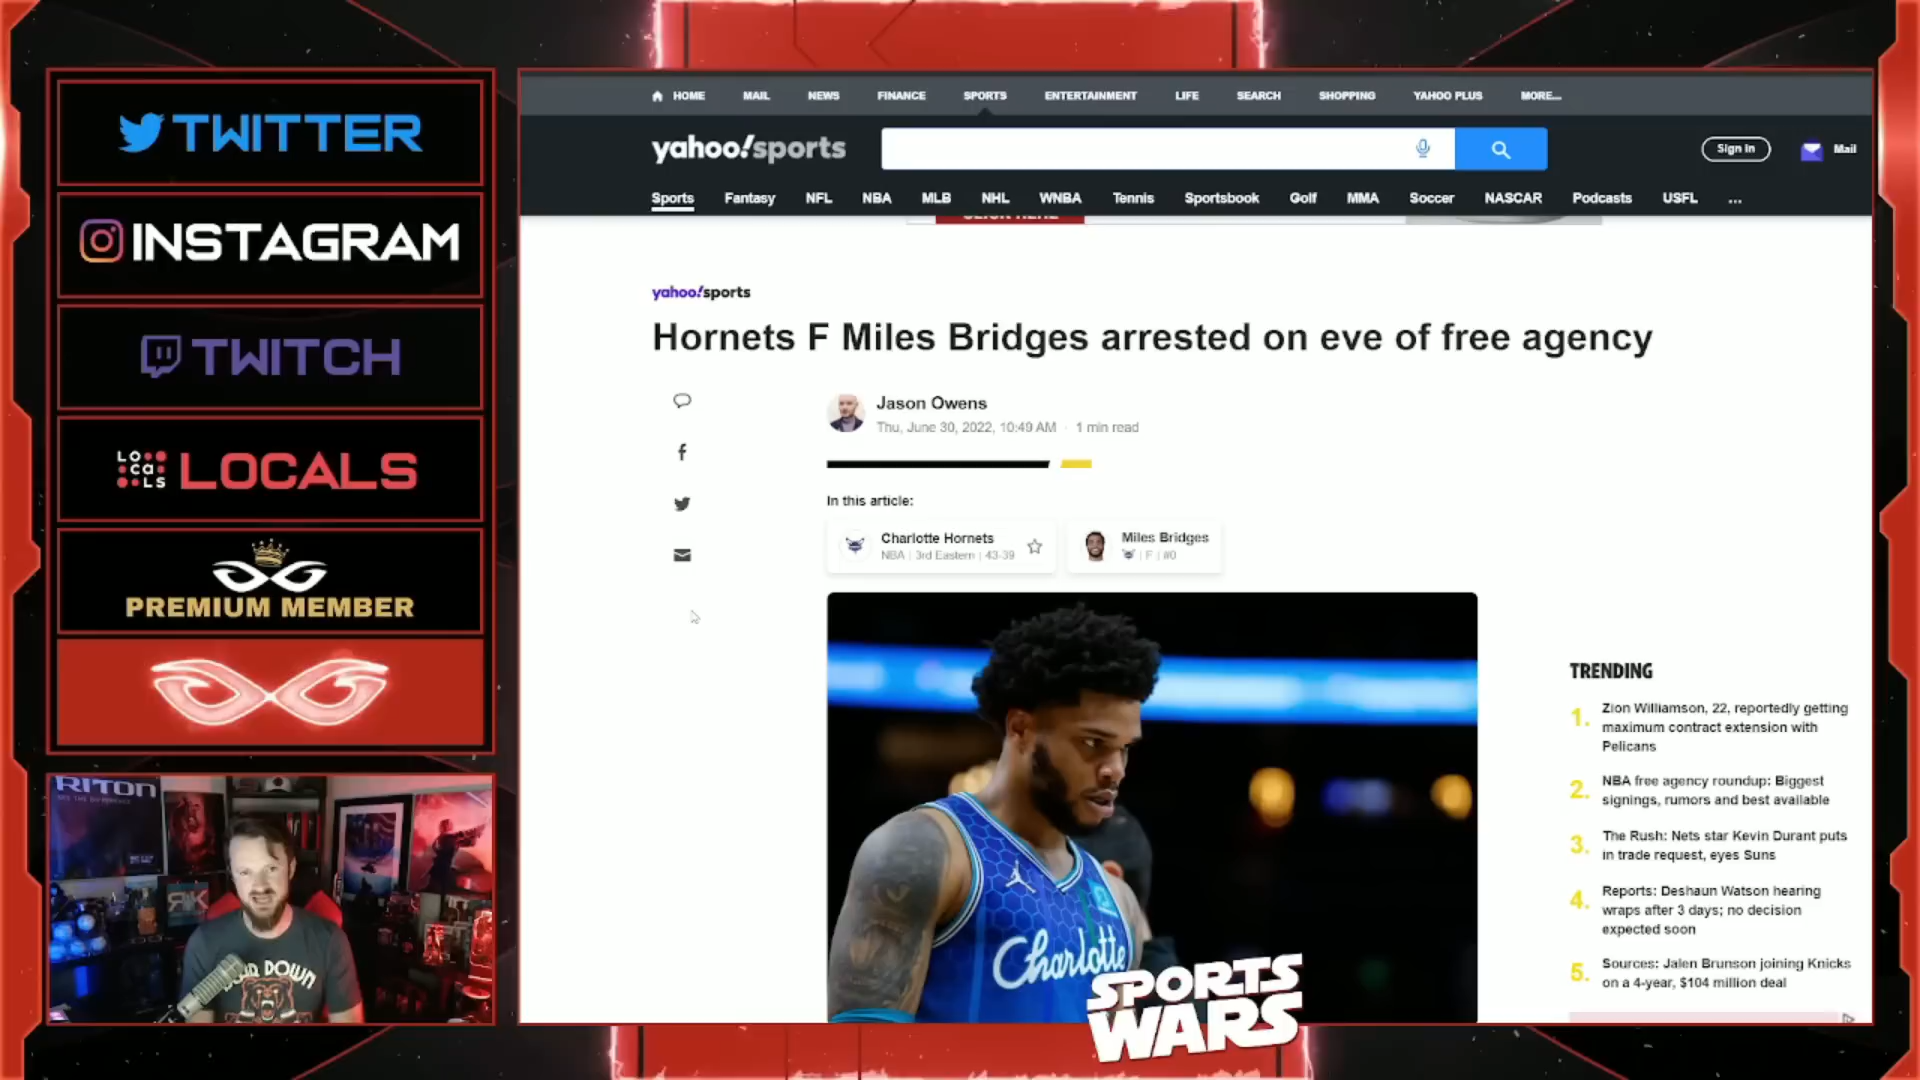 TWITTER
INSTAGRAM
TWITCH
LOCALS LOCALS
PREMIUM MEMBER
HOME MAIL NEWS FINANCE SPORTS ENTERTAINMENT LIFE SEARCH SHOPPING YAHOO PLUS MORE...
yahoo!sports
Sign in
Mail
Sports Fantasy NFL NBA MLB NHL WNBA Tennis Sportsbook Golf MMA Soccer NASCAR Podcasts USFL ...
CLICK HERE
yahoo!sports
Hornets F Miles Bridges arrested on eve of free agency
Jason Owens
Thu, June 30, 2022, 10:49 AM · 1 min read
In this article:
Charlotte Hornets
NBA | 3rd Eastern | 43-39
Miles Bridges
| F | #0
Charlotte
TRENDING
1. Zion Williamson, 22, reportedly getting
maximum contract extension with
Pelicans
2. NBA free agency roundup: Biggest
signings, rumors and best available
3. The Rush: Nets star Kevin Durant puts
in trade request, eyes Suns
4. Reports: Deshaun Watson hearing
wraps after 3 days; no decision
expected soon
5. Sources: Jalen Brunson joining Knicks
on a 4-year, $104 million deal
SPORTS
WARS
RITON
DOWN